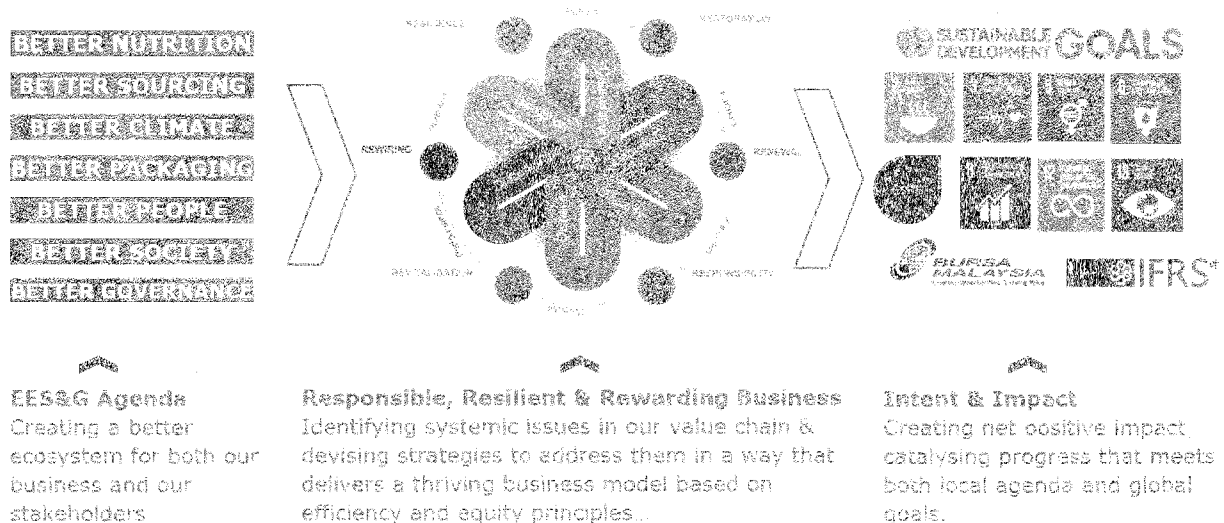 BETTER NUTRITION
BETTER SOURCING
BETTER CLIMATE
BETTER PACKAGING
BETTER PEOPLE
BETTER SOCIETY
BETTER GOVERNANCE
RESILIENCE
RESTORATION
REWIRING
RENEWAL
REVITALIZATION
RESPONSIBILITY
SUSTAINABLE
DEVELOPMENT GOALS
BURSA
MALAYSIA
IFRS
EES&G Agenda
Creating a better
ecosystem for both our
business and our
stakeholders
Responsible, Resilient & Rewarding Business
Identifying systemic issues in our value chain &
devising strategies to address them in a way that
delivers a thriving business model based on
efficiency and equity principles...
Intent & Impact
Creating net positive impact
catalysing progress that meets
both local agenda and global
goals.